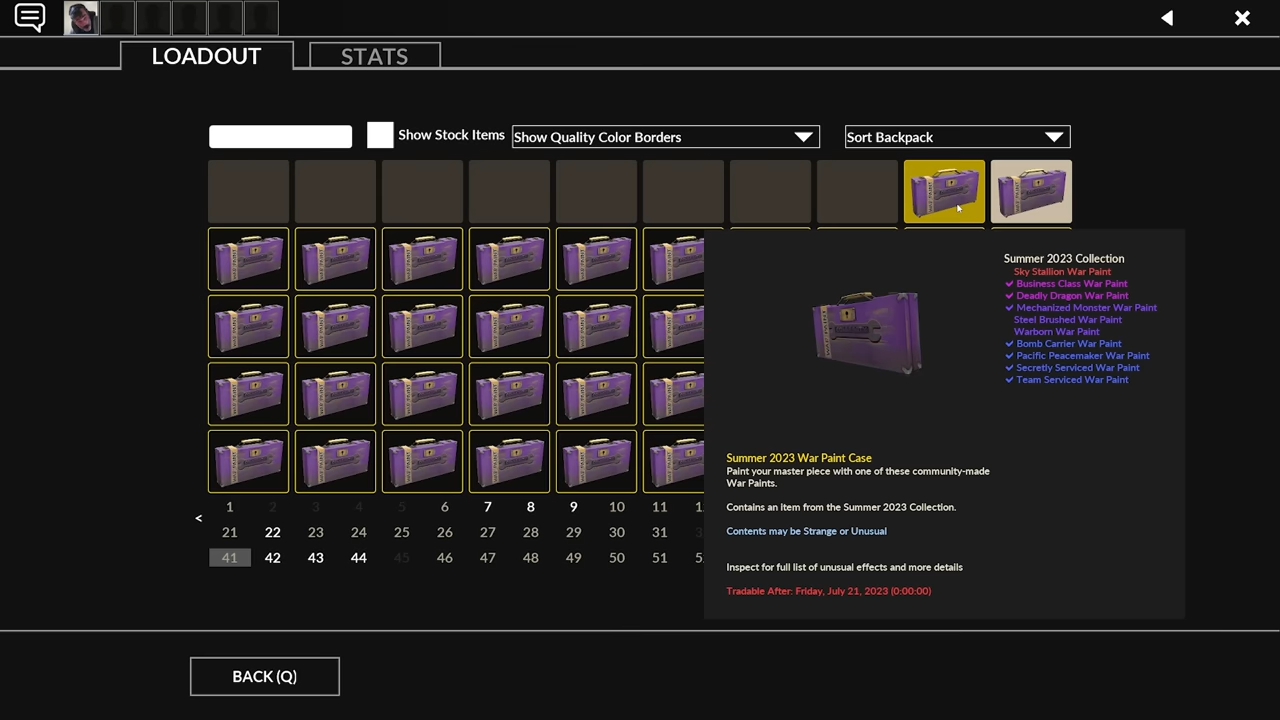 LOADOUT
STATS
Show Stock Items
Show Quality Color Borders
Sort Backpack
Summer 2023 Collection
Sky Stallion War Paint
✓ Business Class War Paint
✓ Deadly Dragon War Paint
✓ Mechanized Monster War Paint
Steel Brushed War Paint
Warborn War Paint
✓ Bomb Carrier War Paint
✓ Pacific Peacemaker War Paint
✓ Secretly Serviced War Paint
✓ Team Serviced War Paint
Summer 2023 War Paint Case
Paint your master piece with one of these community-made
War Paints.
Contains an item from the Summer 2023 Collection.
Contents may be Strange or Unusual
Inspect for full list of unusual effects and more details
Tradable After: Friday, July 21, 2023 (0:00:00)
< 1 2 3 4 5 6 7 8 9 10 11
21 22 23 24 25 26 27 28 29 30 31
41 42 43 44 45 46 47 48 49 50 51
BACK (Q)